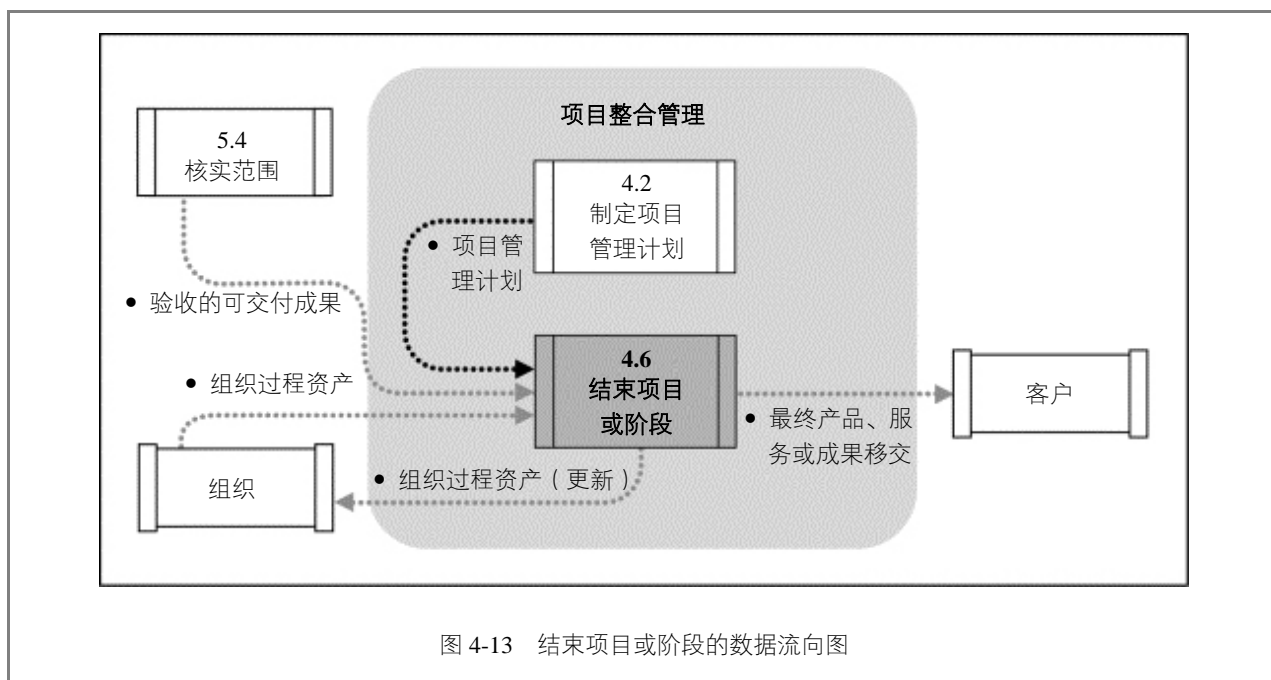 项目整合管理
5.4
核实范围
4.2
制定项目
管理计划
• 项目管
理计划
• 验收的可交付成果
4.6
结束项目
或阶段
• 组织过程资产
客户
• 最终产品、服
务或成果移交
组织
• 组织过程资产（更新）
图 4-13 结束项目或阶段的数据流向图